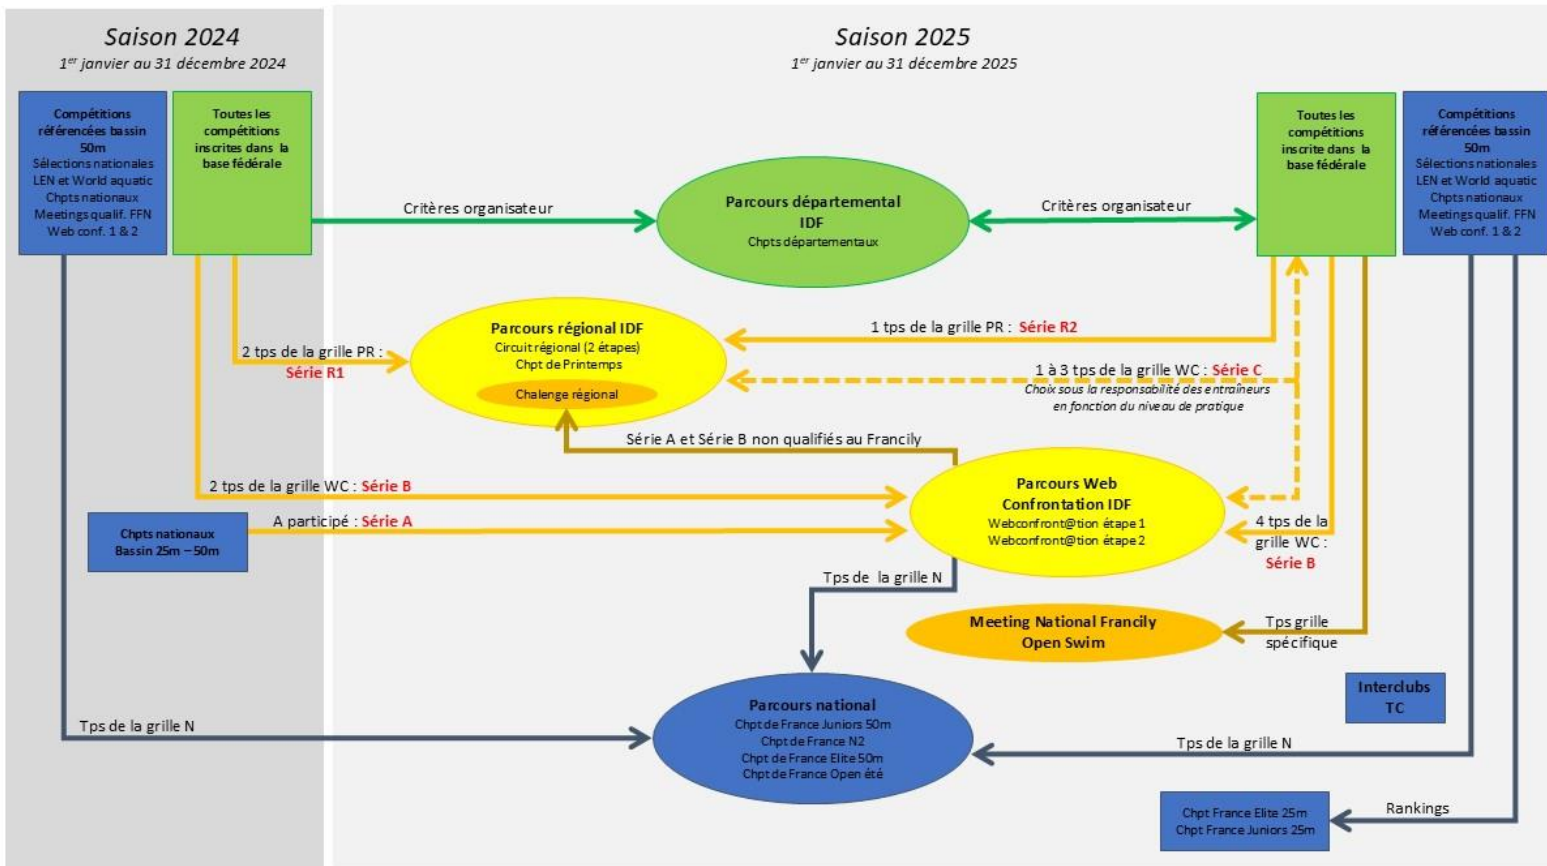 Saison 2024
1er janvier au 31 décembre 2024
Saison 2025
1er janvier au 31 décembre 2025
Compétitions
référencées bassin
50m
Sélections nationales
LEN et World aquatic
Chpts nationaux
Meetings qualif. FFN
Web conf. 1 & 2
Toutes les
compétitions
inscrites dans la
base fédérale
Toutes les
compétitions
inscrite dans la
base fédérale
Compétitions
référencées bassin
50m
Sélections nationales
LEN et World aquatic
Chpts nationaux
Meetings qualif. FFN
Web conf. 1 & 2
Critères organisateur
Parcours départemental
IDF
Chpts départementaux
Critères organisateur
2 tps de la grille PR :
Série R1
Parcours régional IDF
Circuit régional (2 étapes)
Chpt de Printemps
Chalenge régional
1 tps de la grille PR : Série R2
1 à 3 tps de la grille WC : Série C
Choix sous la responsabilité des entraîneurs
en fonction du niveau de pratique
Série A et Série B non qualifiés au Francily
2 tps de la grille WC : Série B
Chpts nationaux
Bassin 25m – 50m
A participé : Série A
Parcours Web
Confrontation IDF
Webconfront@tion étape 1
Webconfront@tion étape 2
4 tps de la
grille WC :
Série B
Tps de la grille N
Meeting National Francily
Open Swim
Tps grille
spécifique
Interclubs
TC
Tps de la grille N
Parcours national
Chpt de France Juniors 50m
Chpt de France N2
Chpt de France Elite 50m
Chpt de France Open été
Tps de la grille N
Chpt France Elite 25m
Chpt France Juniors 25m
Rankings